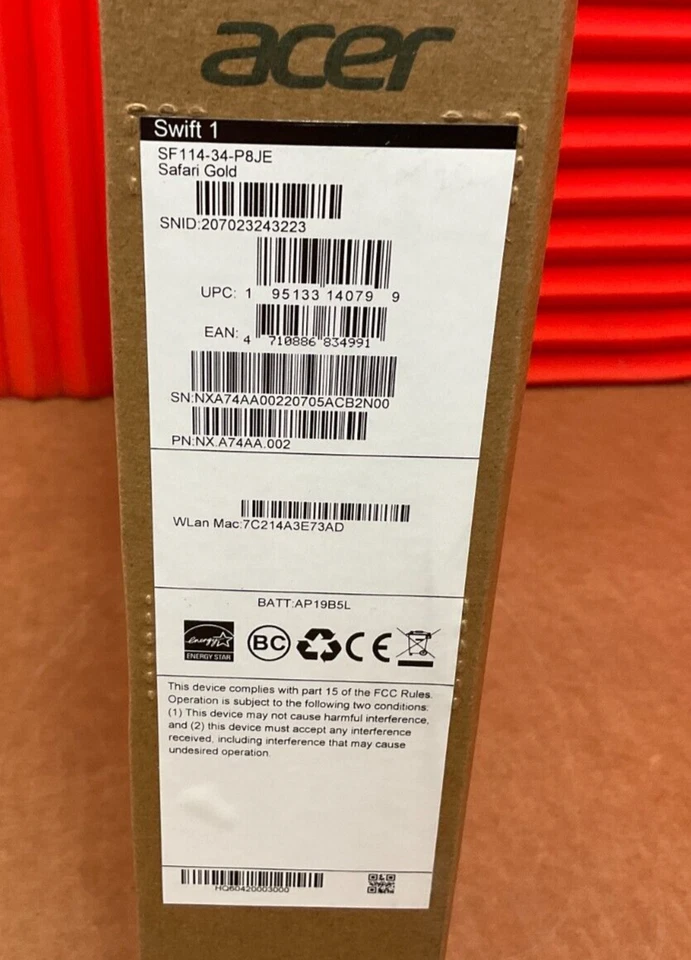 acer
Swift 1
SF114-34-P8JE
Safari Gold
SNID:207023243223
UPC: 1 95133 14079 9
EAN: 4 710886 834991
SN:NXA74AA00220705ACB2N00
PN:NX.A74AA.002
WLan Mac:7C214A3E73AD
BATT:AP19B5L
energy
ENERGY STAR
BC
CE
This device complies with part 15 of the FCC Rules.
Operation is subject to the following two conditions:
(1) This device may not cause harmful interference,
and (2) this device must accept any interference
received, including interference that may cause
undesired operation.
HQ60420003000